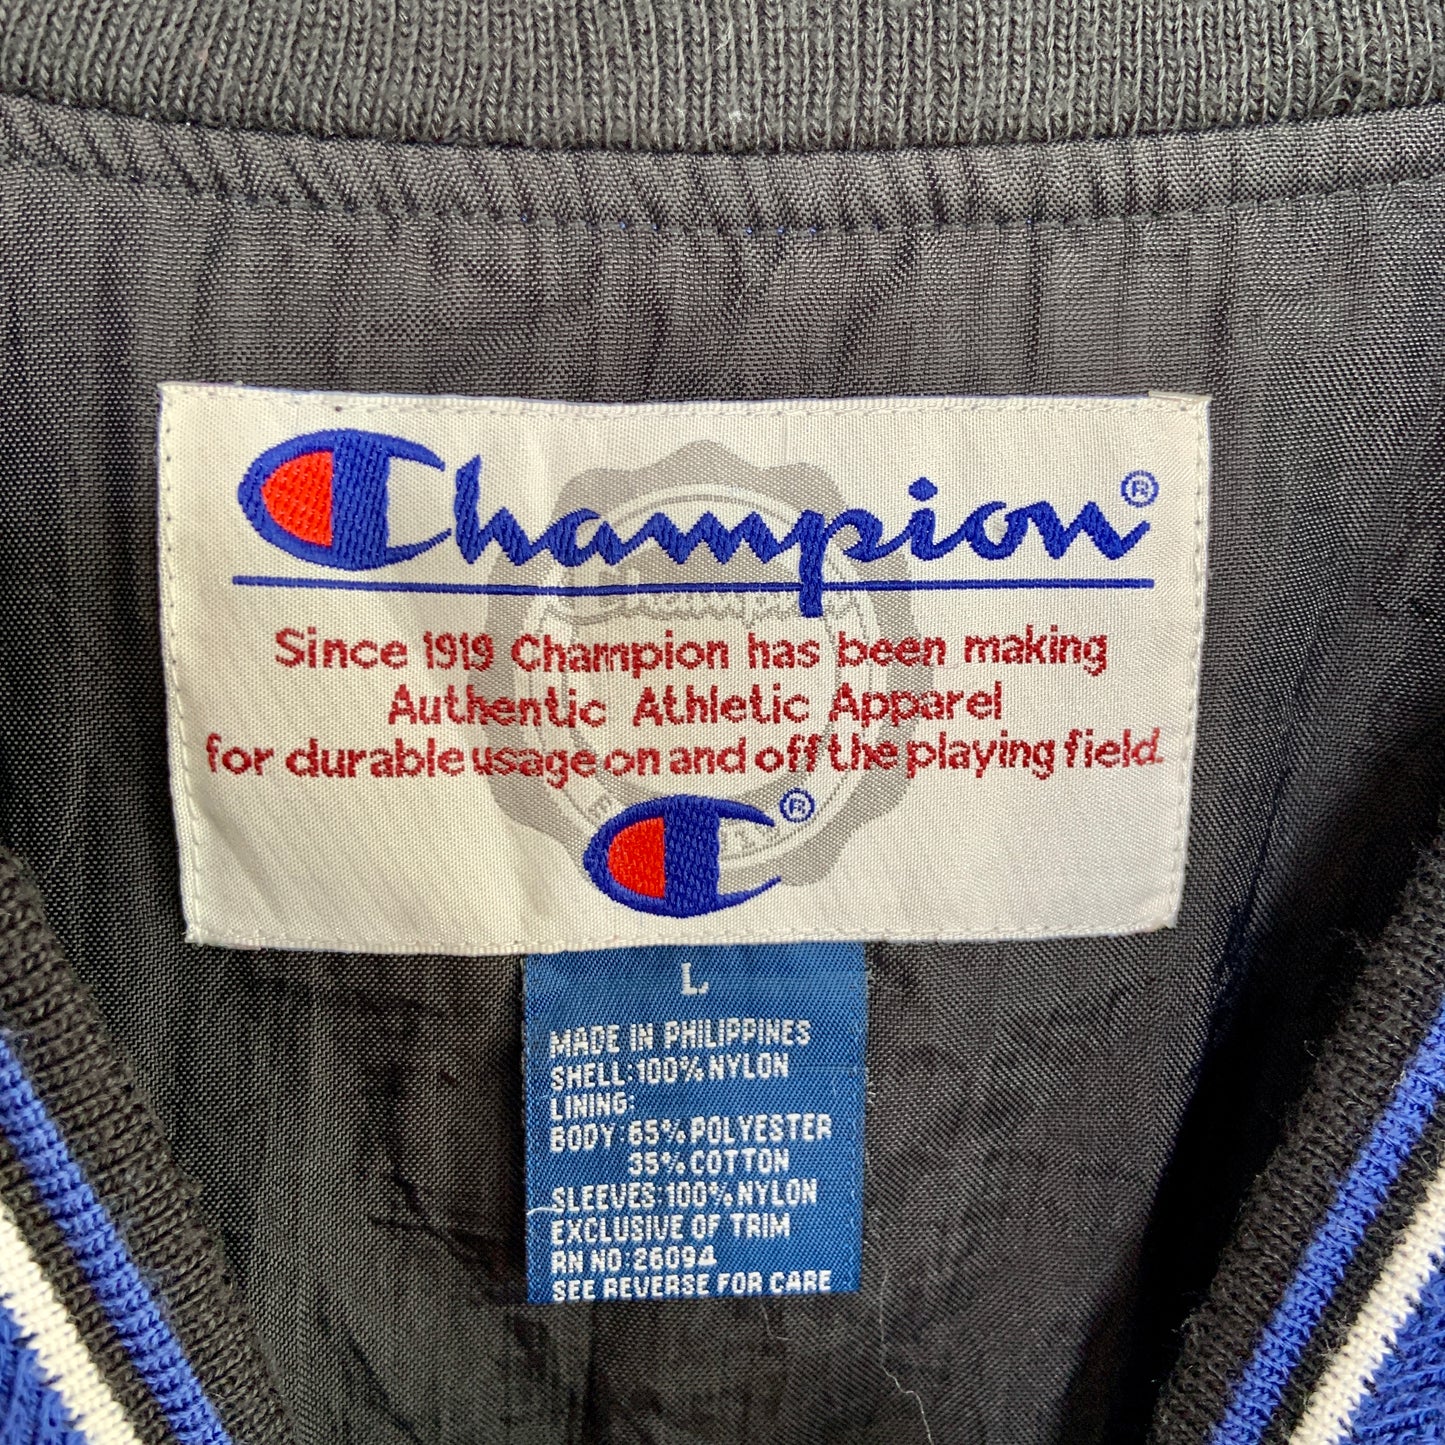 Champion®
Since 1919 Champion has been making
Authentic Athletic Apparel
for durable usage on and off the playing field.
®
L
MADE IN PHILIPPINES
SHELL:100% NYLON
LINING:
BODY:65% POLYESTER
35% COTTON
SLEEVES:100% NYLON
EXCLUSIVE OF TRIM
RN NO:26094
SEE REVERSE FOR CARE